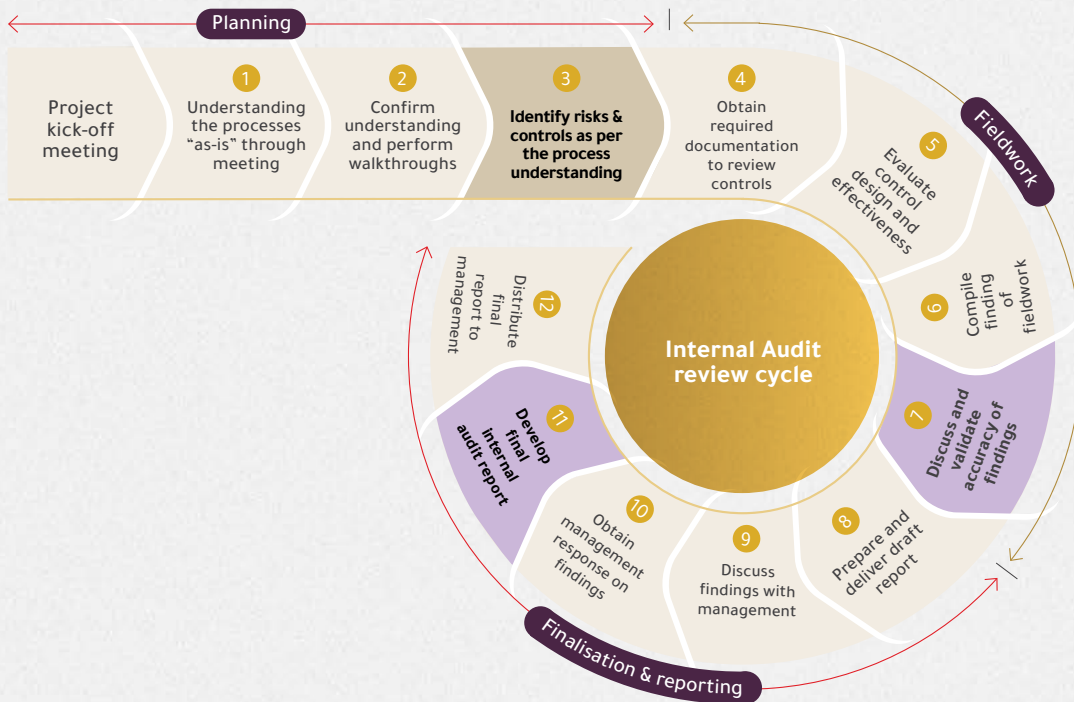 Planning
Project
kick-off
meeting
1
Understanding
the processes
“as-is” through
meeting
2
Confirm
understanding
and perform
walkthroughs
3
Identify risks &
controls as per
the process
understanding
4
Obtain
required
documentation
to review
controls
Fieldwork
5
Evaluate
control
design and
effectiveness
6
Compile
finding
of
fieldwork
7
Discuss and
validate
accuracy of
findings
8
Prepare and
deliver draft
report
9
Discuss
findings with
management
10
Obtain
management
response on
findings
11
Develop
final
internal
audit report
12
Distribute
final
report to
management
Finalisation & reporting
Internal Audit
review cycle